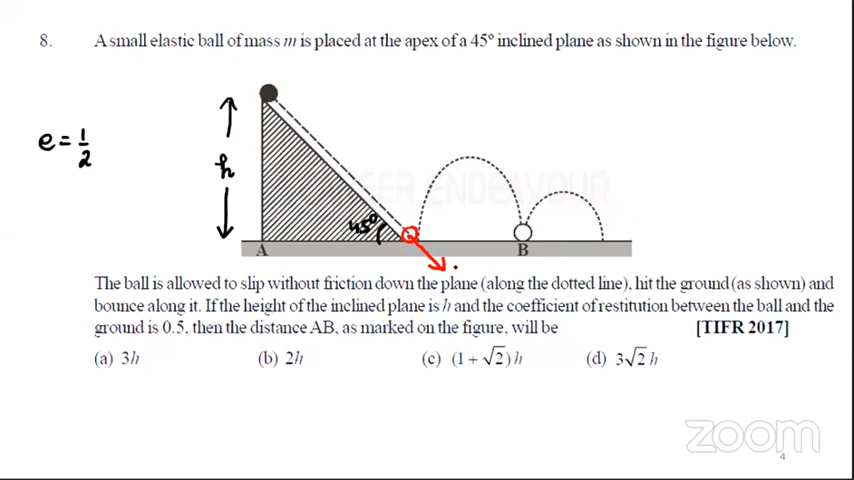 8. A small elastic ball of mass m is placed at the apex of a 45° inclined plane as shown in the figure below.
e = 1/2
h
45°
CAREER ENDEAVOUR
A
B
The ball is allowed to slip without friction down the plane (along the dotted line), hit the ground (as shown) and
bounce along it. If the height of the inclined plane is h and the coefficient of restitution between the ball and the
ground is 0.5, then the distance AB, as marked on the figure, will be [TIFR 2017]
(a) 3h (b) 2h (c) (1 + √2) h (d) 3√2 h
zoom
4